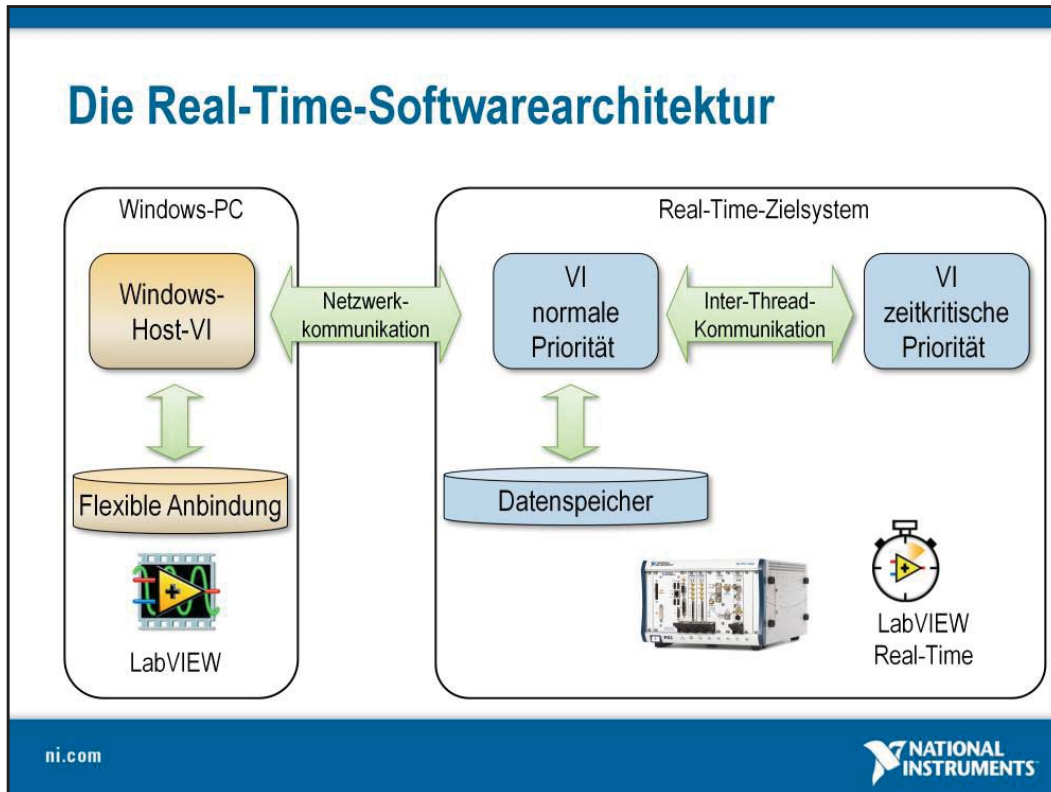 Die Real-Time-Softwarearchitektur
Windows-PC
Windows-
Host-VI
Netzwerk-
kommunikation
Flexible Anbindung
LabVIEW
Real-Time-Zielsystem
VI
normale
Priorität
Inter-Thread-
Kommunikation
VI
zeitkritische
Priorität
Datenspeicher
LabVIEW
Real-Time
ni.com
NATIONAL
INSTRUMENTS